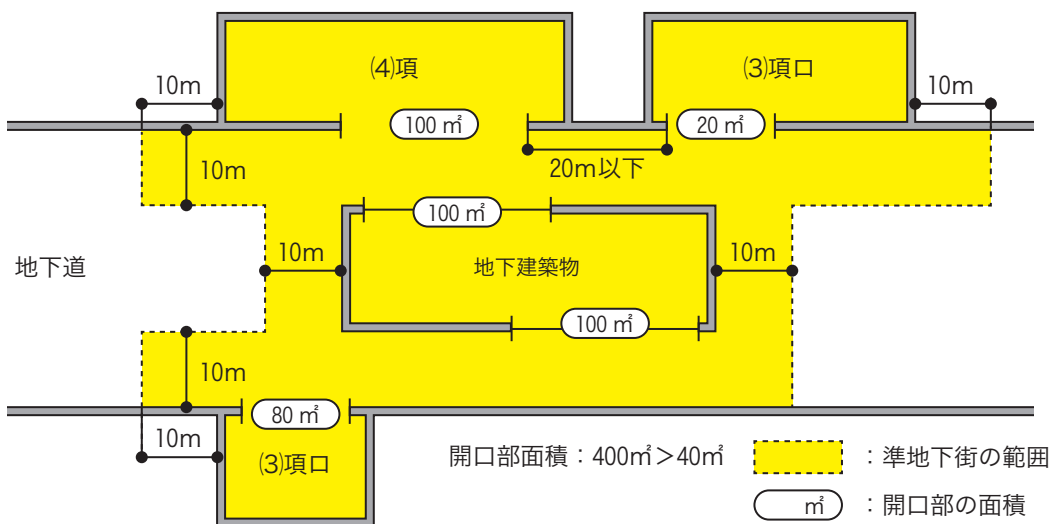 ⑷項
⑶項ロ
10m
10m
100 ㎡
20 ㎡
20m以下
10m
100 ㎡
地下道
10m
地下建築物
10m
100 ㎡
10m
80 ㎡
10m
⑶項ロ
開口部面積：400㎡>40㎡
：準地下街の範囲
㎡
：開口部の面積